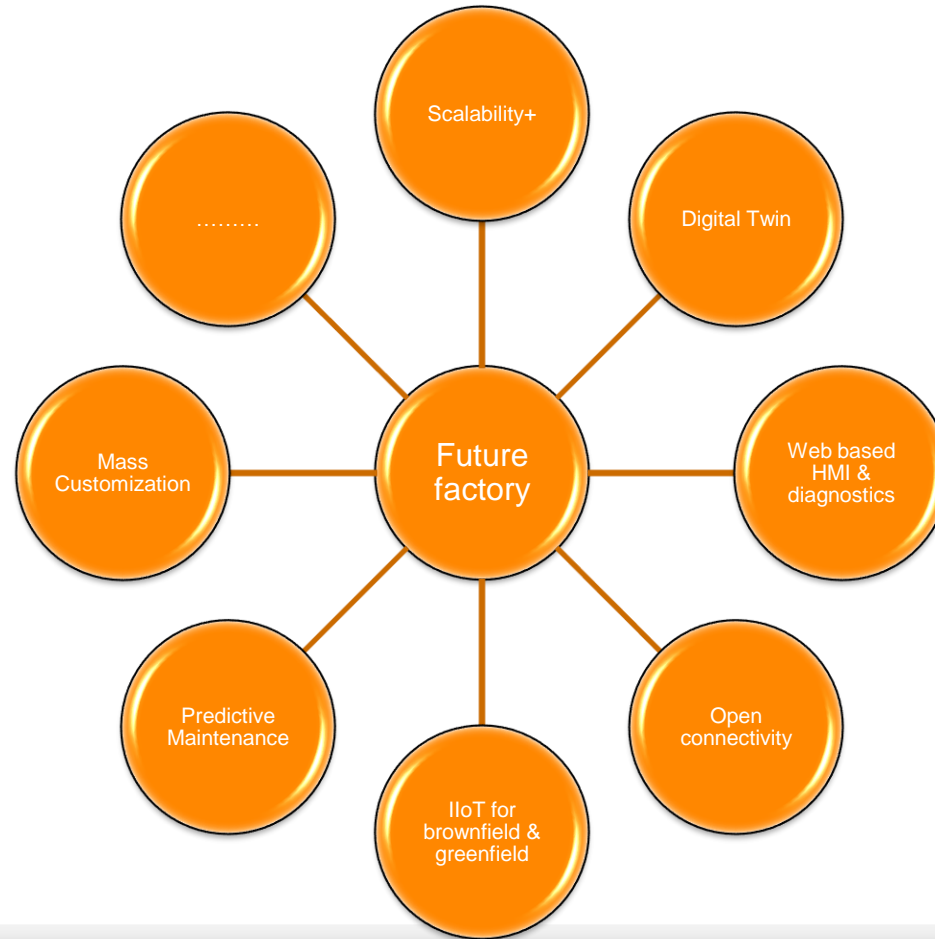 Scalability+
………
Digital Twin
Future
factory
Mass
Customization
Web based
HMI &
diagnostics
Predictive
Maintenance
Open
connectivity
IIoT for
brownfield &
greenfield